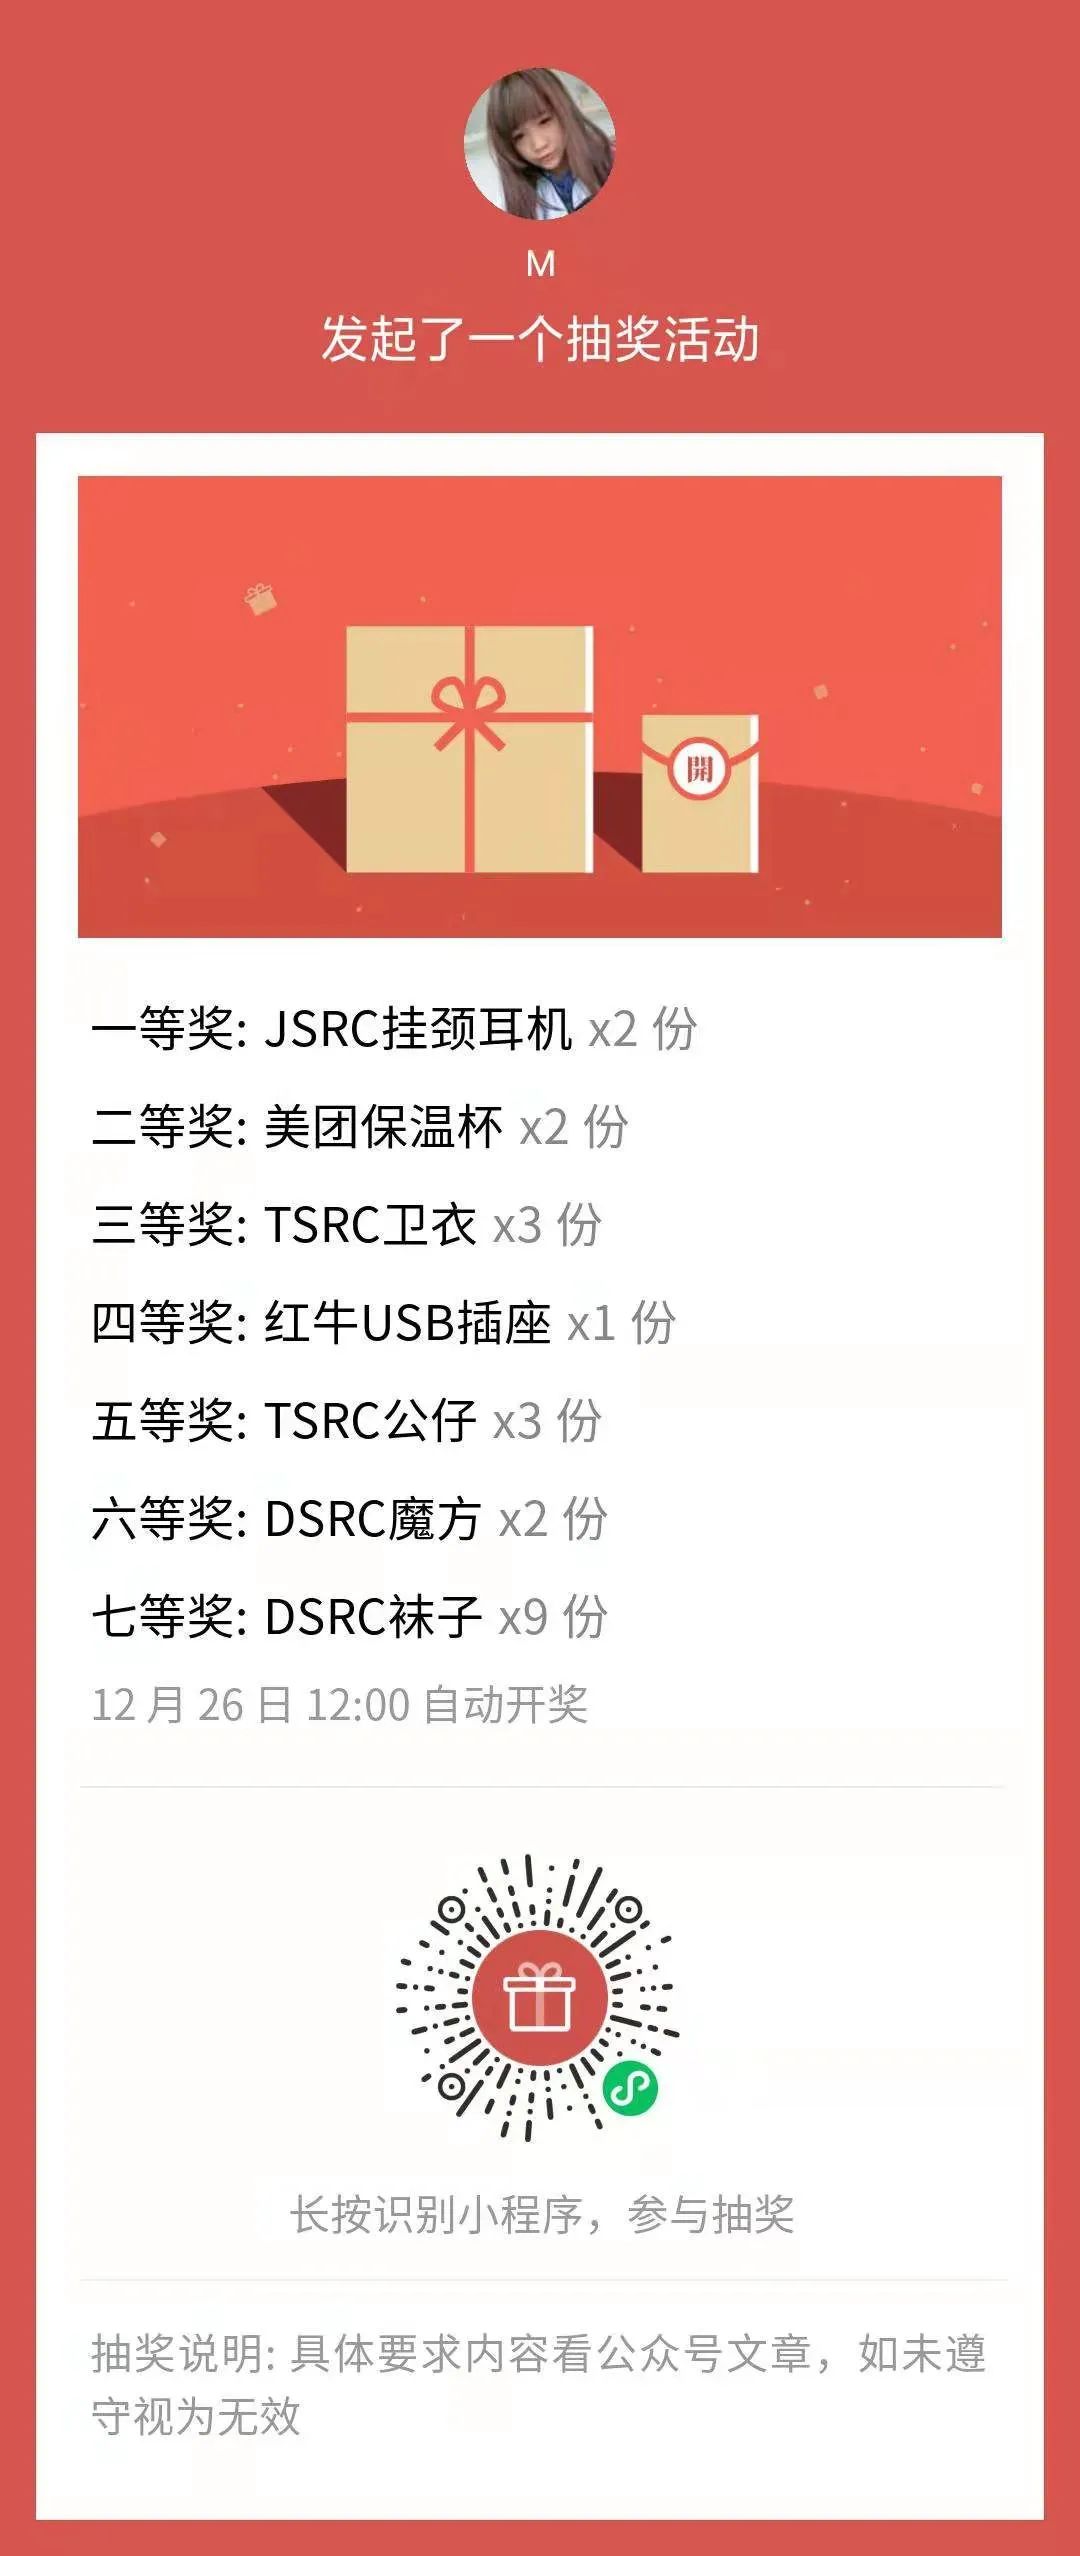 M
发起了一个抽奖活动
開
一等奖: JSRC挂颈耳机 x2 份
二等奖: 美团保温杯 x2 份
三等奖: TSRC卫衣 x3 份
四等奖: 红牛USB插座 x1 份
五等奖: TSRC公仔 x3 份
六等奖: DSRC魔方 x2 份
七等奖: DSRC袜子 x9 份
12 月 26 日 12:00 自动开奖
长按识别小程序，参与抽奖
抽奖说明: 具体要求内容看公众号文章，如未遵
守视为无效